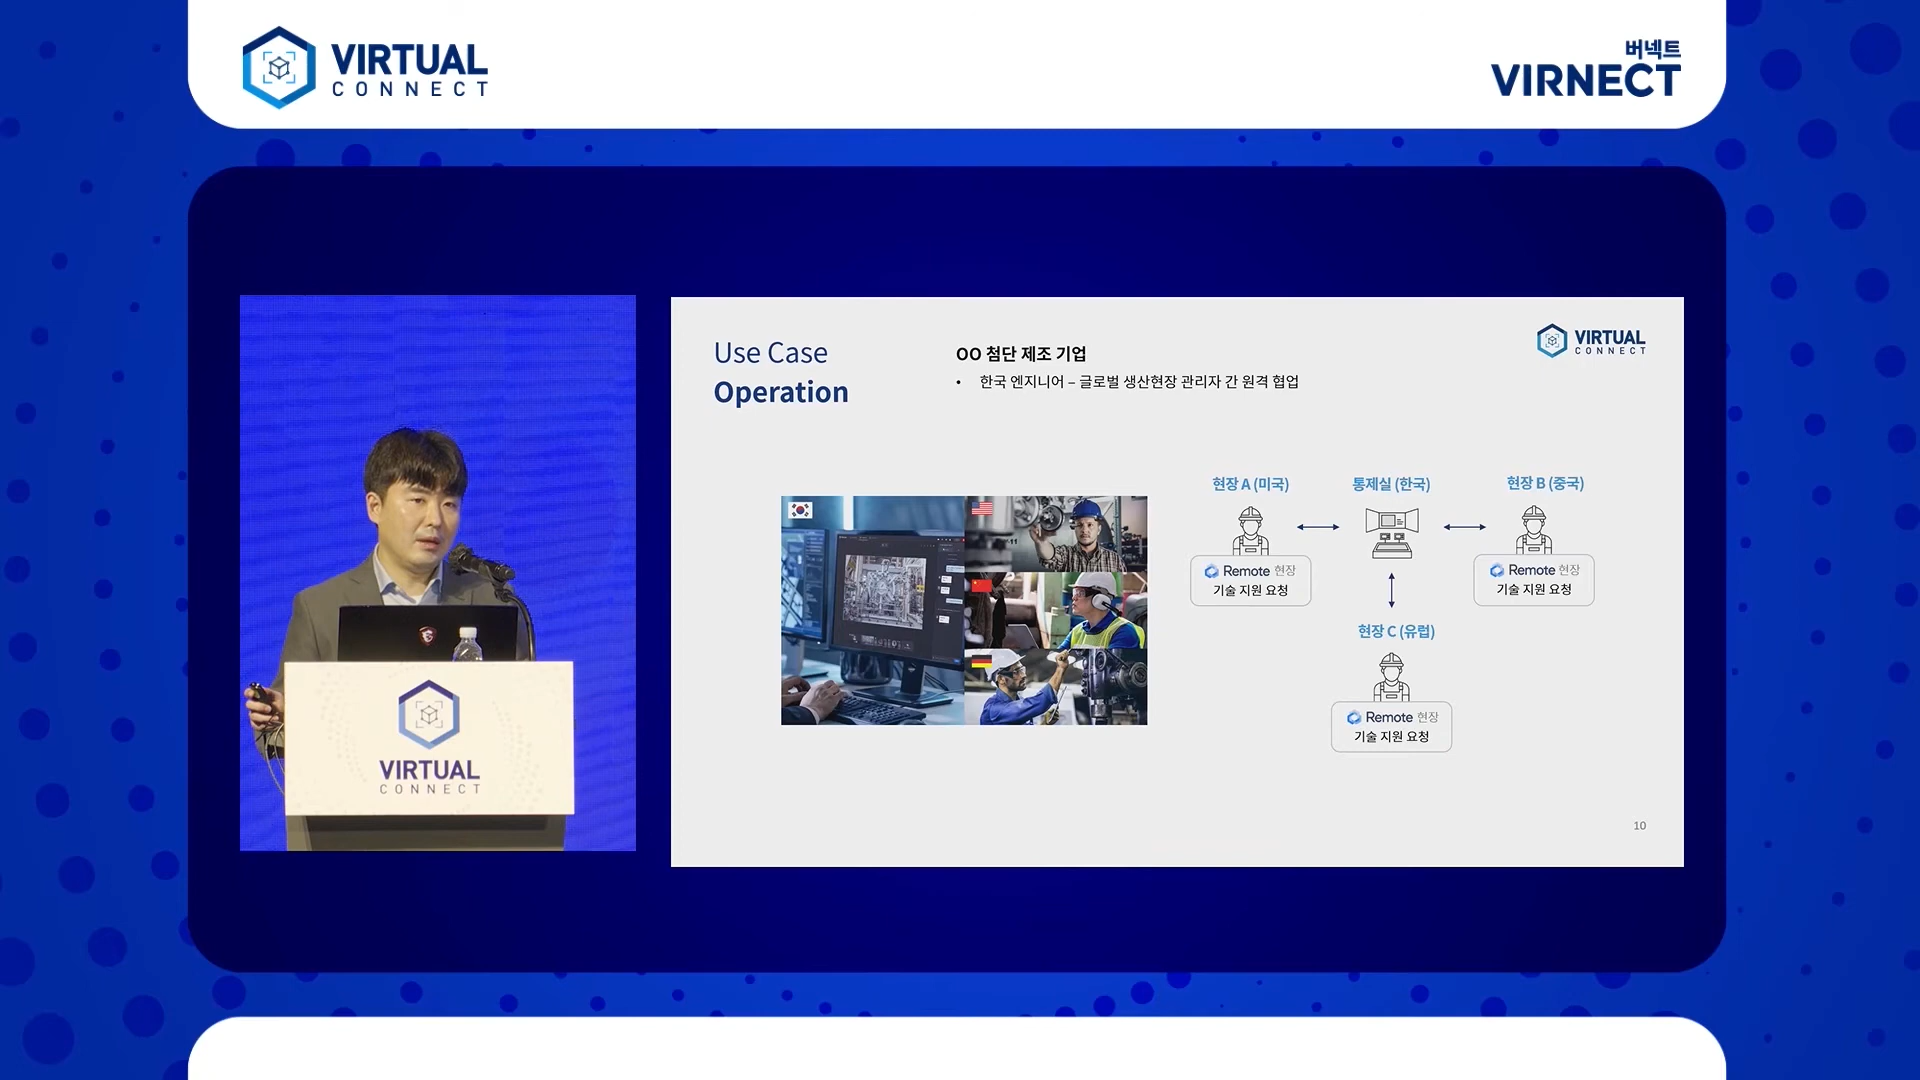 VIRTUAL
CONNECT
버넥트
VIRNECT
Use Case
Operation
OO 첨단 제조 기업
• 한국 엔지니어 – 글로벌 생산현장 관리자 간 원격 협업
VIRTUAL
CONNECT
현장 A (미국)
통제실 (한국)
현장 B (중국)
Remote 현장
기술 지원 요청
Remote 현장
기술 지원 요청
현장 C (유럽)
Remote 현장
기술 지원 요청
10
VIRTUAL
CONNECT